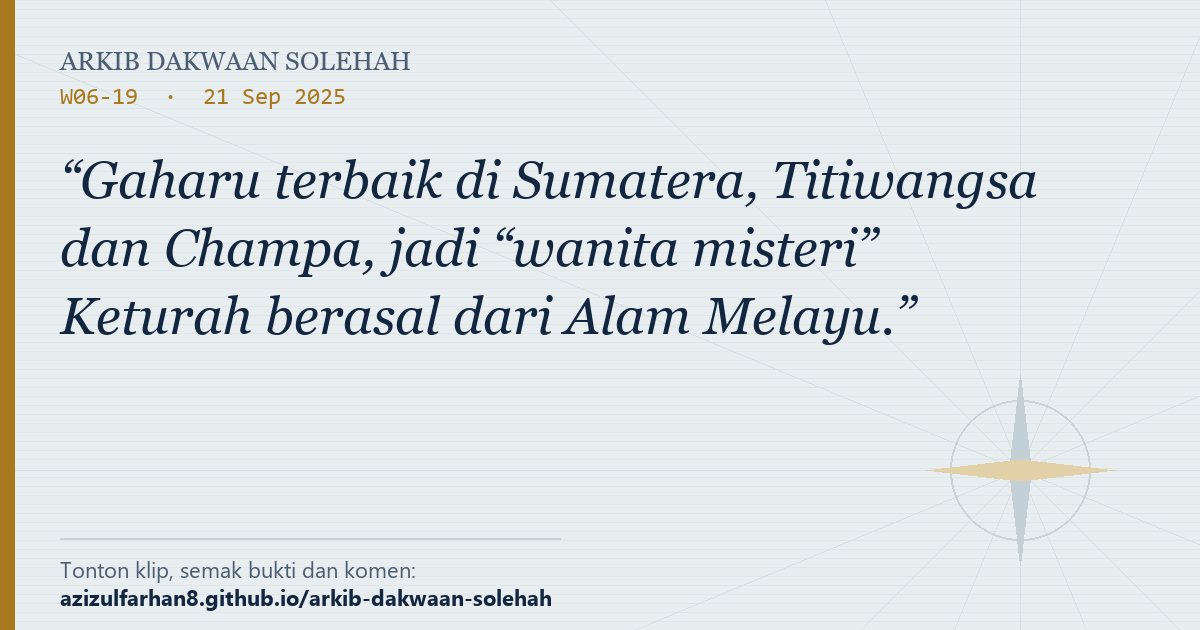 ARKIB DAKWAAN SOLEHAH
W06-19 · 21 Sep 2025
“Gaharu terbaik di Sumatera, Titiwangsa
dan Champa, jadi “wanita misteri”
Keturah berasal dari Alam Melayu.”
Tonton klip, semak bukti dan komen:
azizulfarhan8.github.io/arkib-dakwaan-solehah